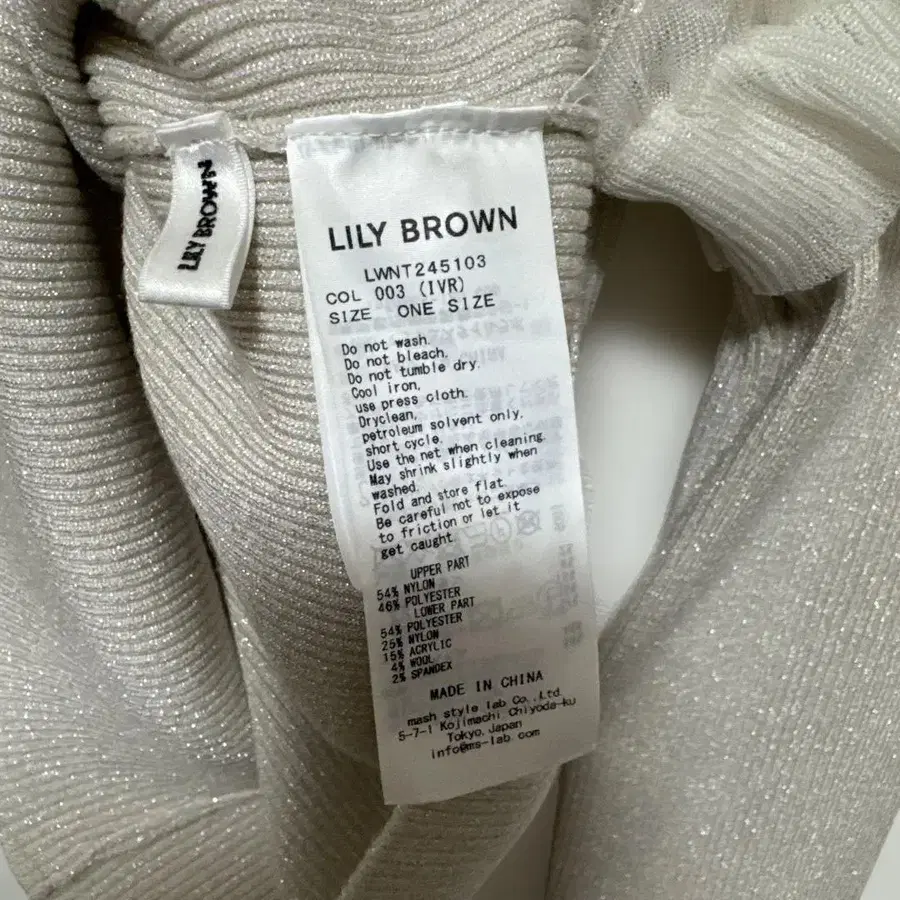 LILY BROWN
LILY BROWN
LWNT245103
COL 003 (IVR)
SIZE ONE SIZE
Do not wash.
Do not bleach.
Do not tumble dry.
Cool iron,
use press cloth.
Dryclean,
petroleum solvent only,
short cycle.
Use the net when cleaning.
May shrink slightly when
washed.
Fold and store flat.
Be careful not to expose
to friction or let it
get caught.
UPPER PART
54% NYLON
46% POLYESTER
LOWER PART
54% POLYESTER
25% NYLON
15% ACRYLIC
4% WOOL
2% SPANDEX
MADE IN CHINA
mash style lab Co.,Ltd.
5-7-1 Kojimachi Chiyoda-ku
Tokyo.Japan
info@ms-lab.com